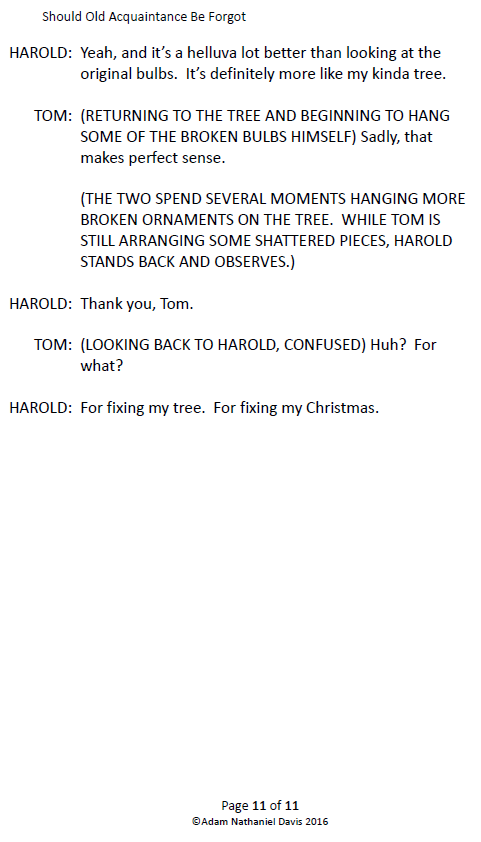 Should Old Acquaintance Be Forgot
HAROLD: Yeah, and it’s a helluva lot better than looking at the
original bulbs.  It’s definitely more like my kinda tree.
TOM: (RETURNING TO THE TREE AND BEGINNING TO HANG
SOME OF THE BROKEN BULBS HIMSELF) Sadly, that
makes perfect sense.
(THE TWO SPEND SEVERAL MOMENTS HANGING MORE
BROKEN ORNAMENTS ON THE TREE.  WHILE TOM IS
STILL ARRANGING SOME SHATTERED PIECES, HAROLD
STANDS BACK AND OBSERVES.)
HAROLD: Thank you, Tom.
TOM: (LOOKING BACK TO HAROLD, CONFUSED) Huh?  For
what?
HAROLD: For fixing my tree.  For fixing my Christmas.
Page 11 of 11
©Adam Nathaniel Davis 2016